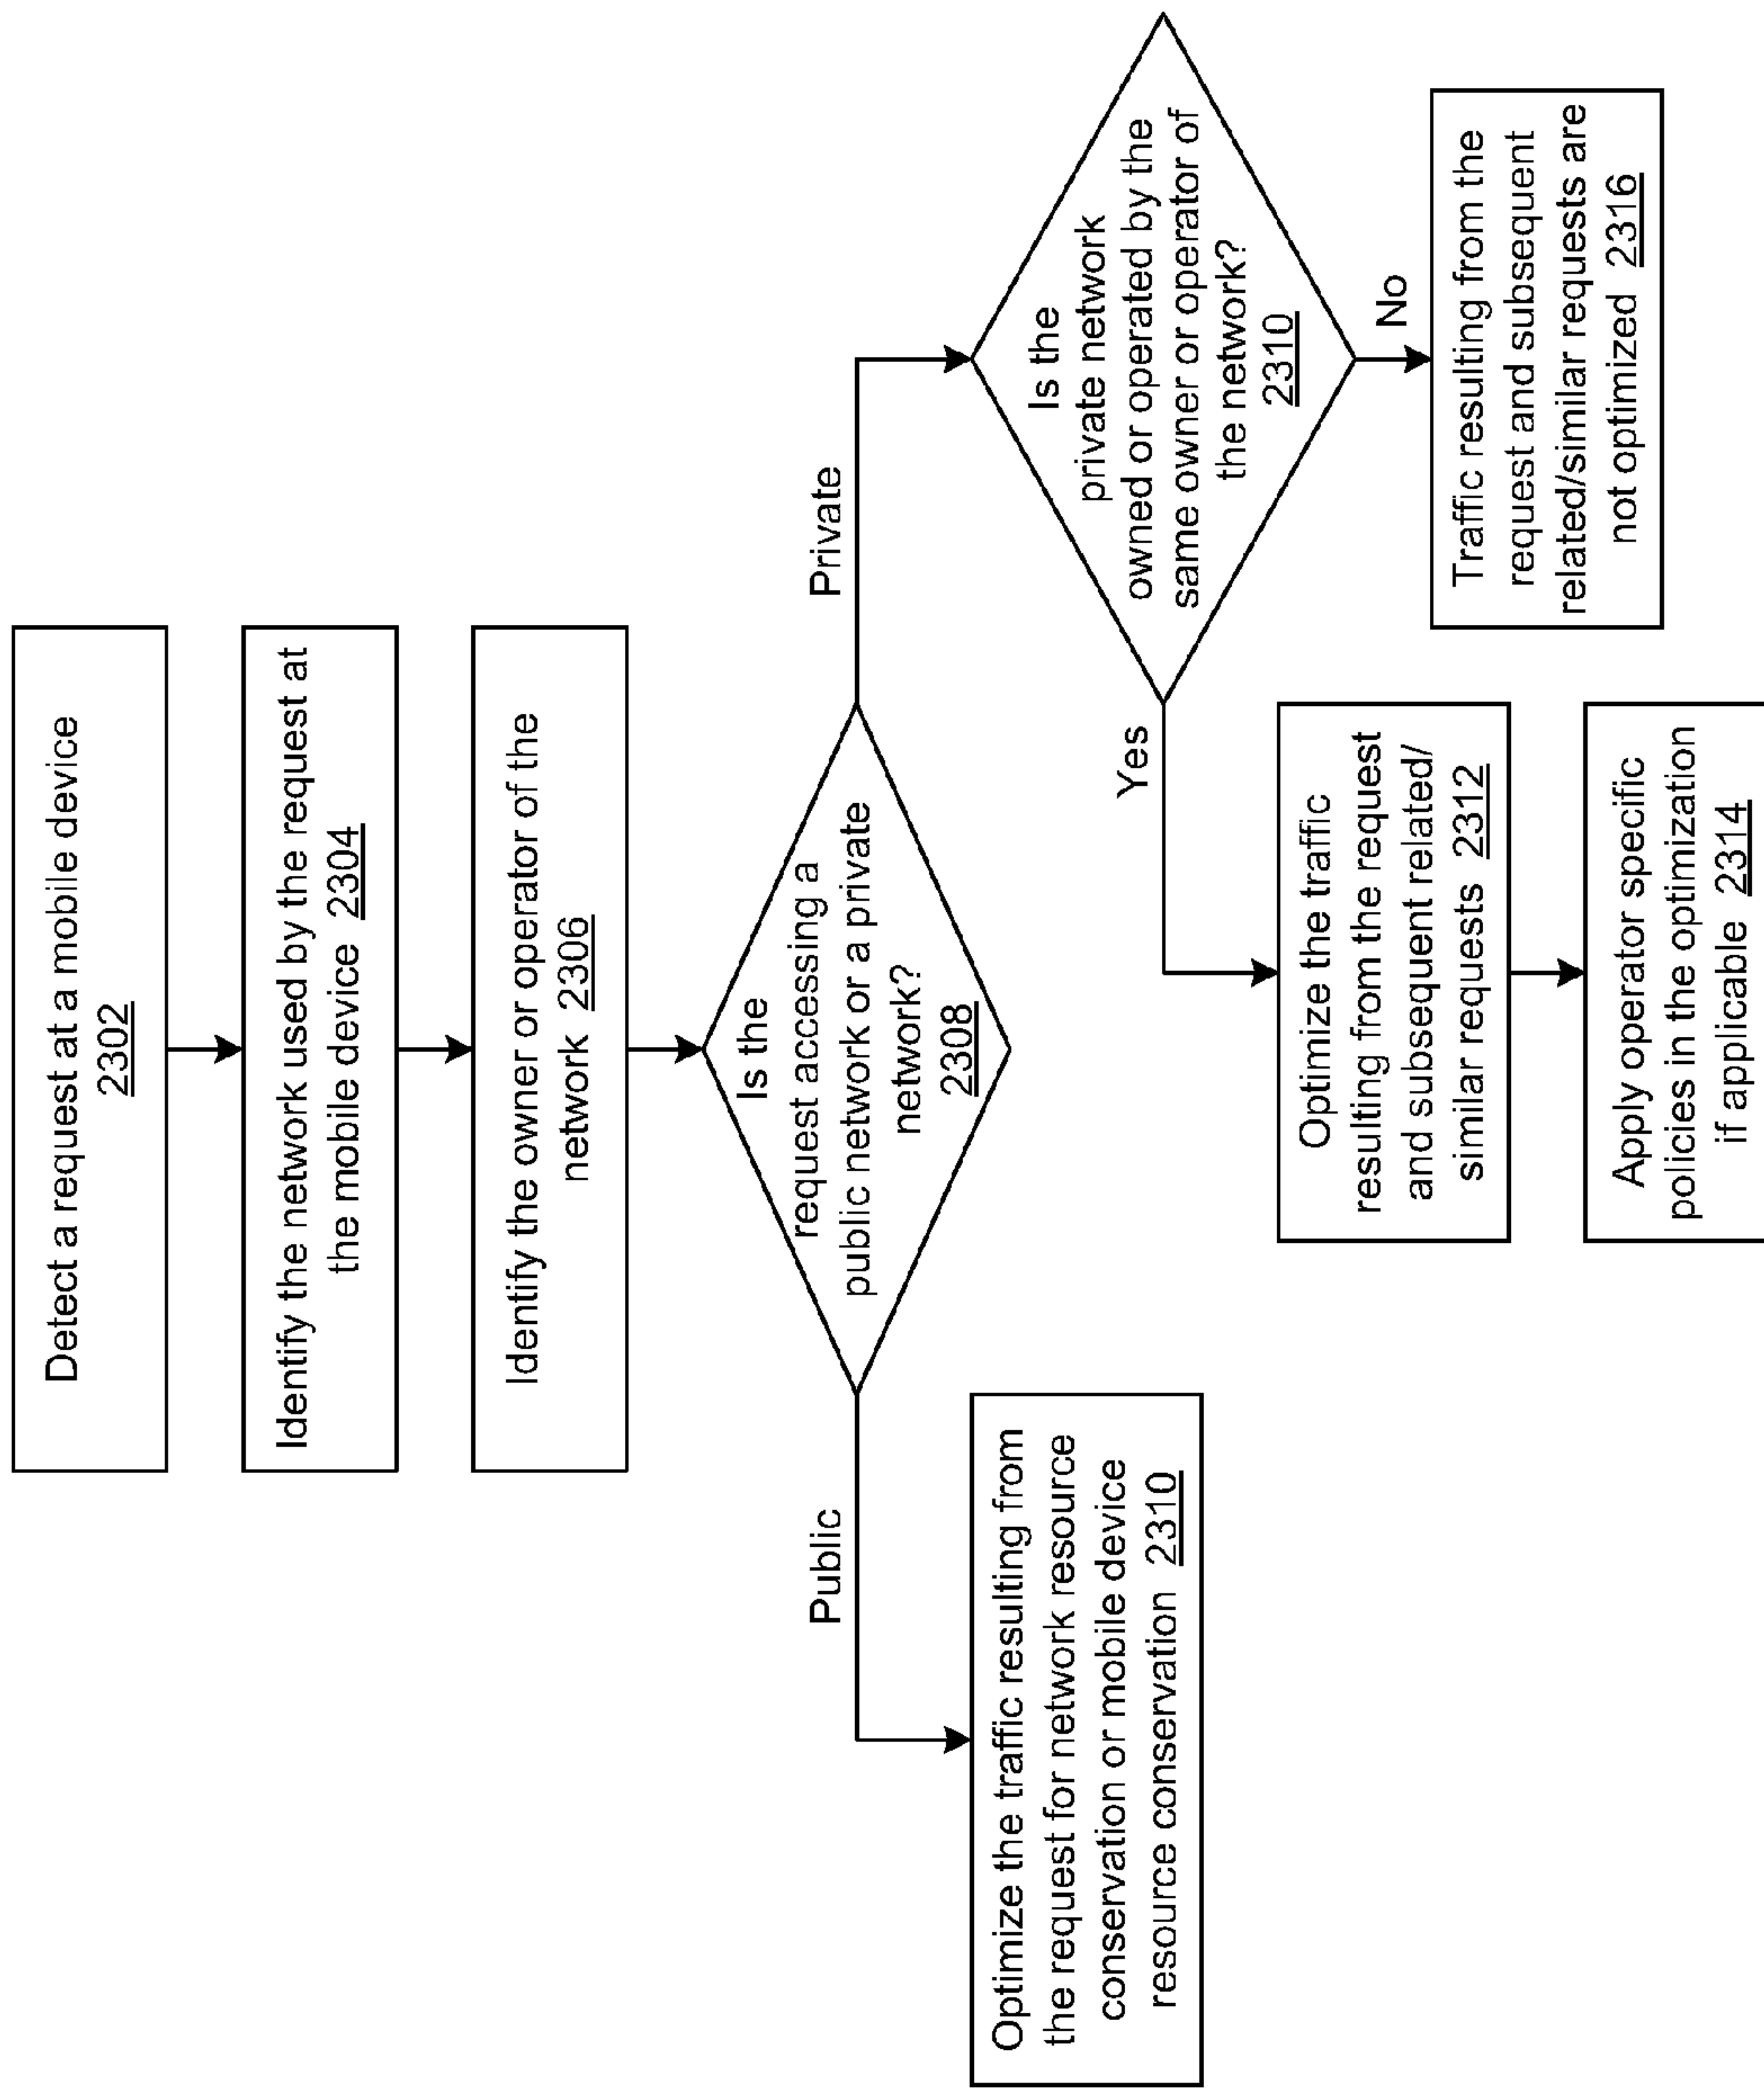 Detect a request at a mobile device
2302
Identify the network used by the request at
the mobile device 2304
Identify the owner or operator of the
network 2306
Is the
request accessing a
public network or a private
network?
2308
Public
Private
Optimize the traffic resulting from
the request for network resource
conservation or mobile device
resource conservation 2310
Is the
private network
owned or operated by the
same owner or operator of
the network?
2310
Yes
No
Optimize the traffic
resulting from the request
and subsequent related/
similar requests 2312
Apply operator specific
policies in the optimization
if applicable 2314
Traffic resulting from the
request and subsequent
related/similar requests are
not optimized 2316